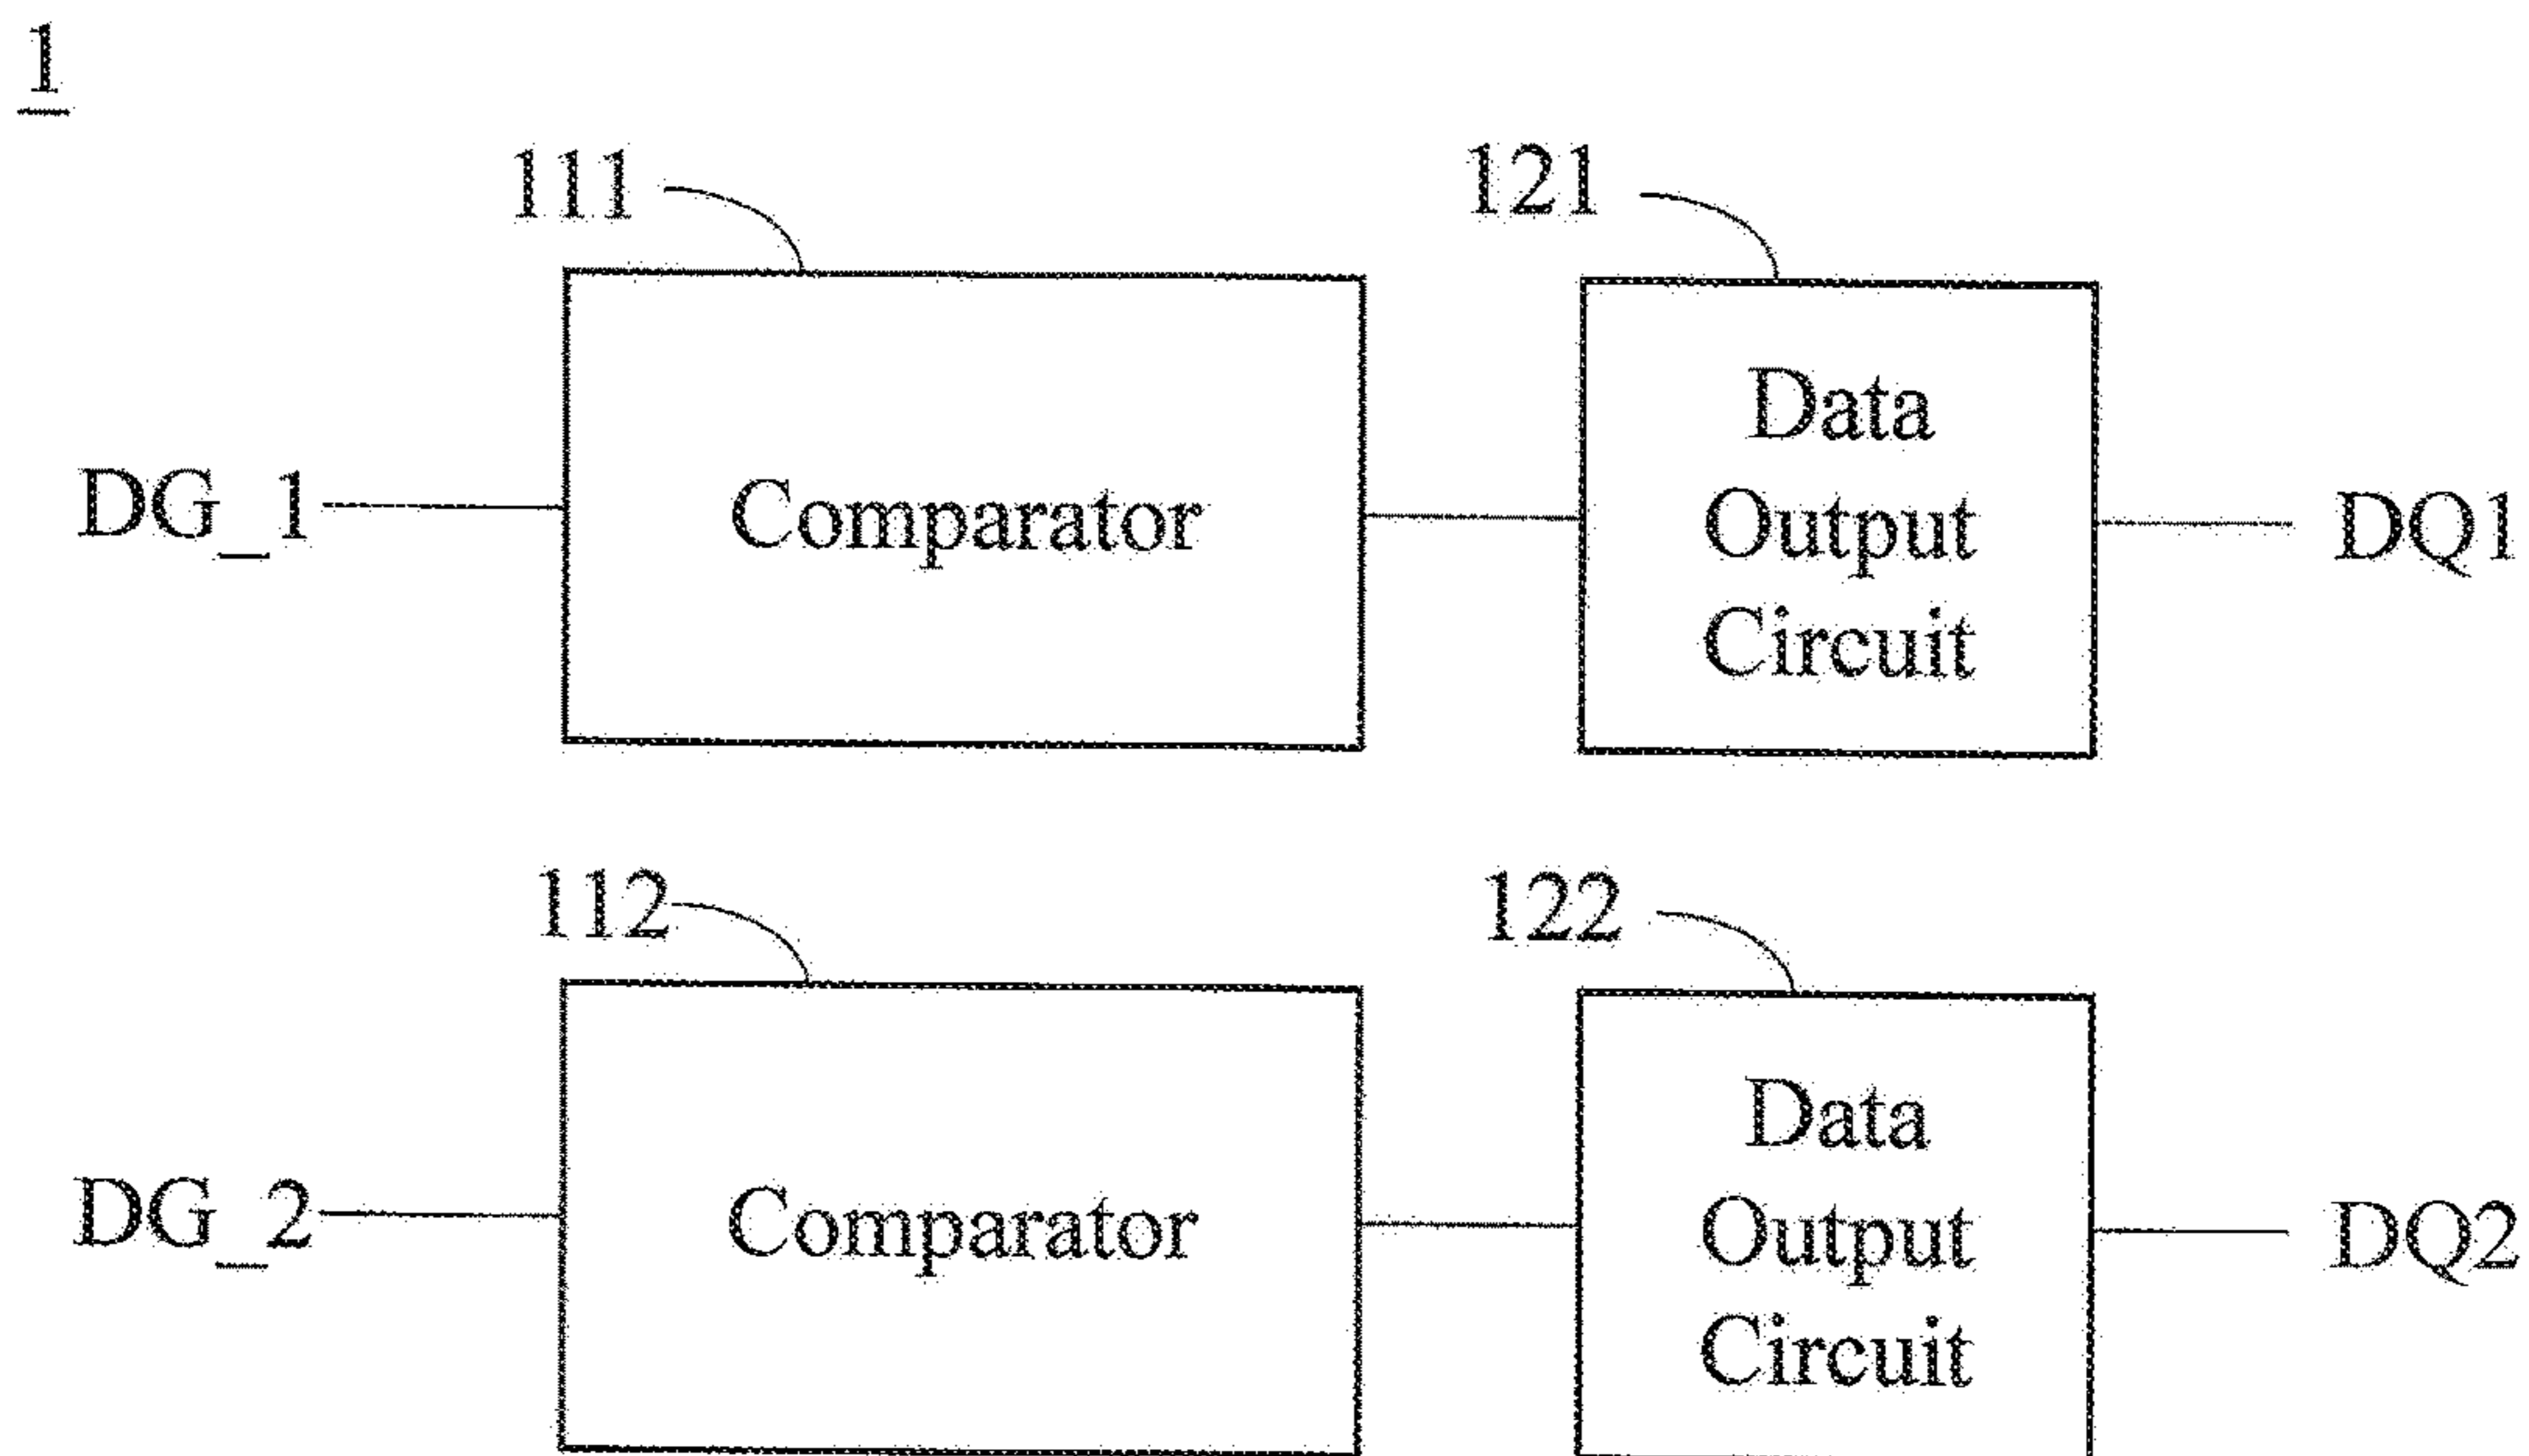 1
111
121
DG_1
Comparator
Data
Output
Circuit
DQ1
112
122
DG_2
Comparator
Data
Output
Circuit
DQ2